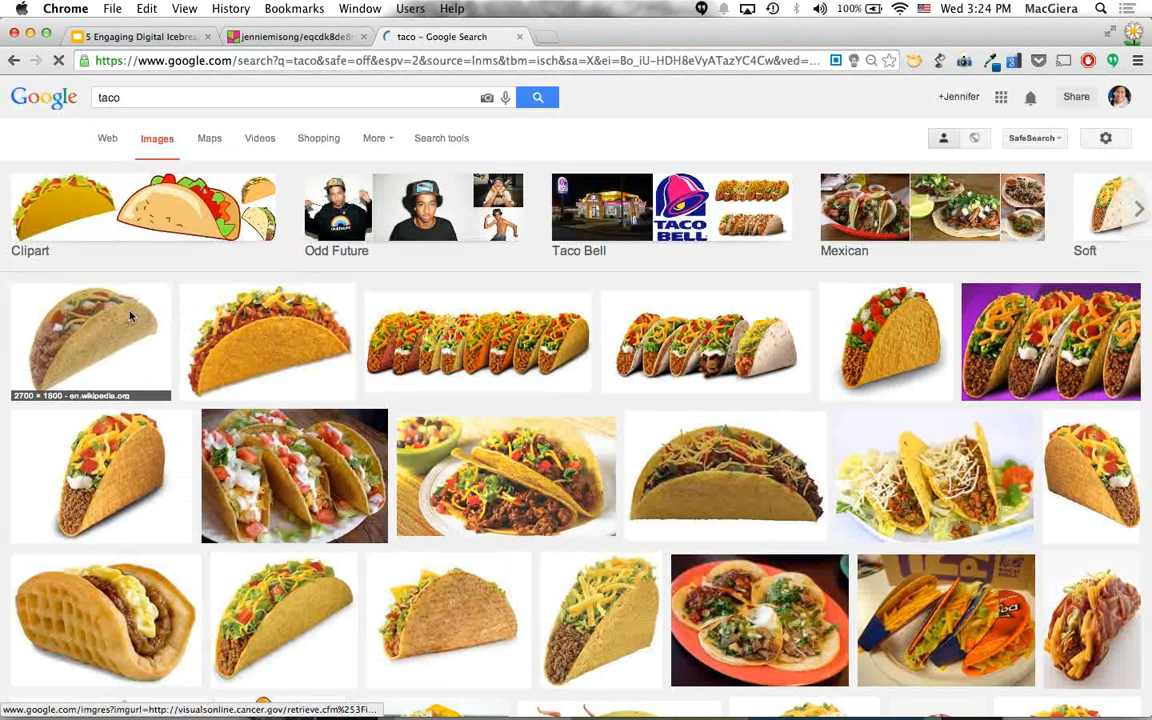 Chrome File Edit View History Bookmarks Window Users Help 100% Wed 3:24 PM MacGiera
5 Engaging Digital Icebrea × jenniemisong/eqcdk8de8 × taco - Google Search ×
https://www.google.com/search?q=taco&safe=off&espv=2&source=lnms&tbm=isch&sa=X&ei=Bo_iU-HDH8eVyATazYC4Cw&ved=...
Google taco +Jennifer Share
Web Images Maps Videos Shopping More Search tools SafeSearch
TACO
BELL
Clipart Odd Future Taco Bell Mexican Soft
2700 × 1800 - en.wikipedia.org
www.google.com/imgres?imgurl=http://visualsonline.cancer.gov/retrieve.cfm%253Fi...